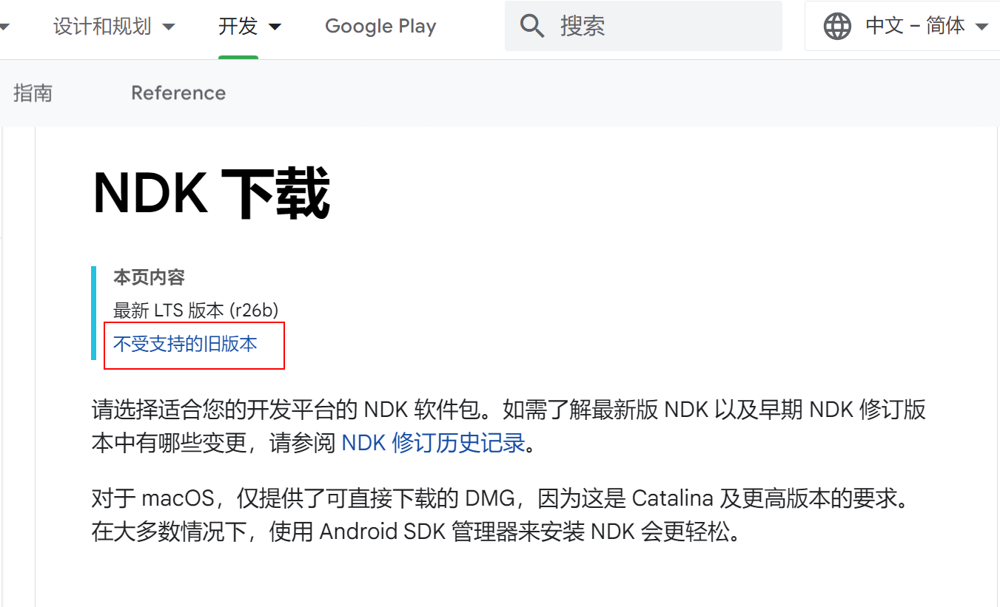 设计和规划 开发 Google Play 搜索 中文 – 简体
指南 Reference
NDK 下载
本页内容
最新 LTS 版本 (r26b)
不受支持的旧版本
请选择适合您的开发平台的 NDK 软件包。如需了解最新版 NDK 以及早期 NDK 修订版
本中有哪些变更，请参阅 NDK 修订历史记录。
对于 macOS，仅提供了可直接下载的 DMG，因为这是 Catalina 及更高版本的要求。
在大多数情况下，使用 Android SDK 管理器来安装 NDK 会更轻松。